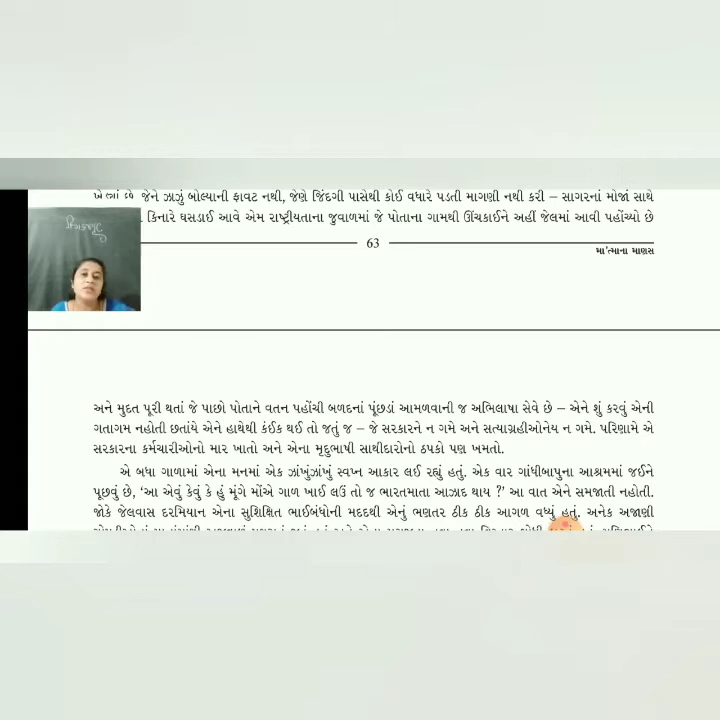 જેને ઝાઝું બોલ્યાની ફાવટ નથી, જેણે જિંદગી પાસેથી કોઈ વધારે પડતી માગણી નથી કરી – સાગરનાં મોજાં સાથે
કિનારે ઘસડાઈ આવે એમ રાષ્ટ્રીયતાના જુવાળમાં જે પોતાના ગામથી ઊંચકાઈને અહીં જેલમાં આવી પહોંચ્યો છે
63
મા'ત્માના માણસ
અને મુદત પૂરી થતાં જે પાછો પોતાને વતન પહોંચી બળદનાં પૂંછડાં આમળવાની જ અભિલાષા સેવે છે – એને શું કરવું એની
ગતાગમ નહોતી છતાંયે એને હાથેથી કંઈક થઈ તો જતું જ – જે સરકારને ન ગમે અને સત્યાગ્રહીઓનેય ન ગમે. પરિણામે એ
સરકારના કર્મચારીઓનો માર ખાતો અને એના મૃદુભાષી સાથીદારોનો ઠપકો પણ ખમતો.
એ બધા ગાળામાં એના મનમાં એક ઝાંખુંઝાંખું સ્વપ્ન આકાર લઈ રહ્યું હતું. એક વાર ગાંધીબાપુના આશ્રમમાં જઈને
પૂછવું છે, ‘આ એવું કેવું કે હું મૂંગે મોંએ ગાળ ખાઈ લઉં તો જ ભારતમાતા આઝાદ થાય ?’ આ વાત એને સમજાતી નહોતી.
જોકે જેલવાસ દરમિયાન એના સુશિક્ષિત ભાઈબંધોની મદદથી એનું ભણતર ઠીક ઠીક આગળ વધ્યું હતું. અનેક અજાણી